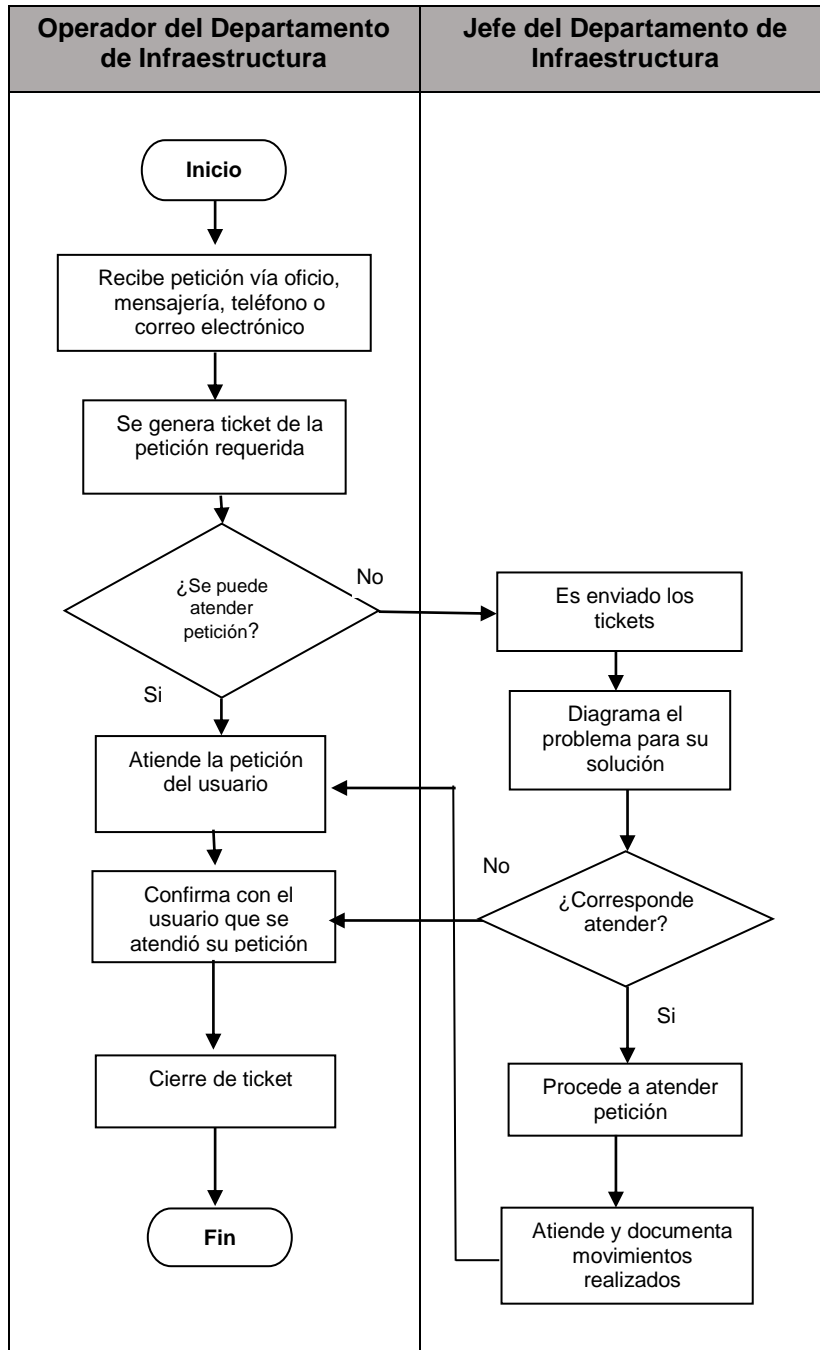 Operador del Departamento
de Infraestructura
Jefe del Departamento de
Infraestructura
Inicio
Recibe petición vía oficio,
mensajería, teléfono o
correo electrónico
Se genera ticket de la
petición requerida
¿Se puede
atender
petición?
No
Si
Es enviado los
tickets
Diagrama el
problema para su
solución
Atiende la petición
del usuario
No
¿Corresponde
atender?
Confirma con el
usuario que se
atendió su petición
Si
Cierre de ticket
Procede a atender
petición
Fin
Atiende y documenta
movimientos
realizados